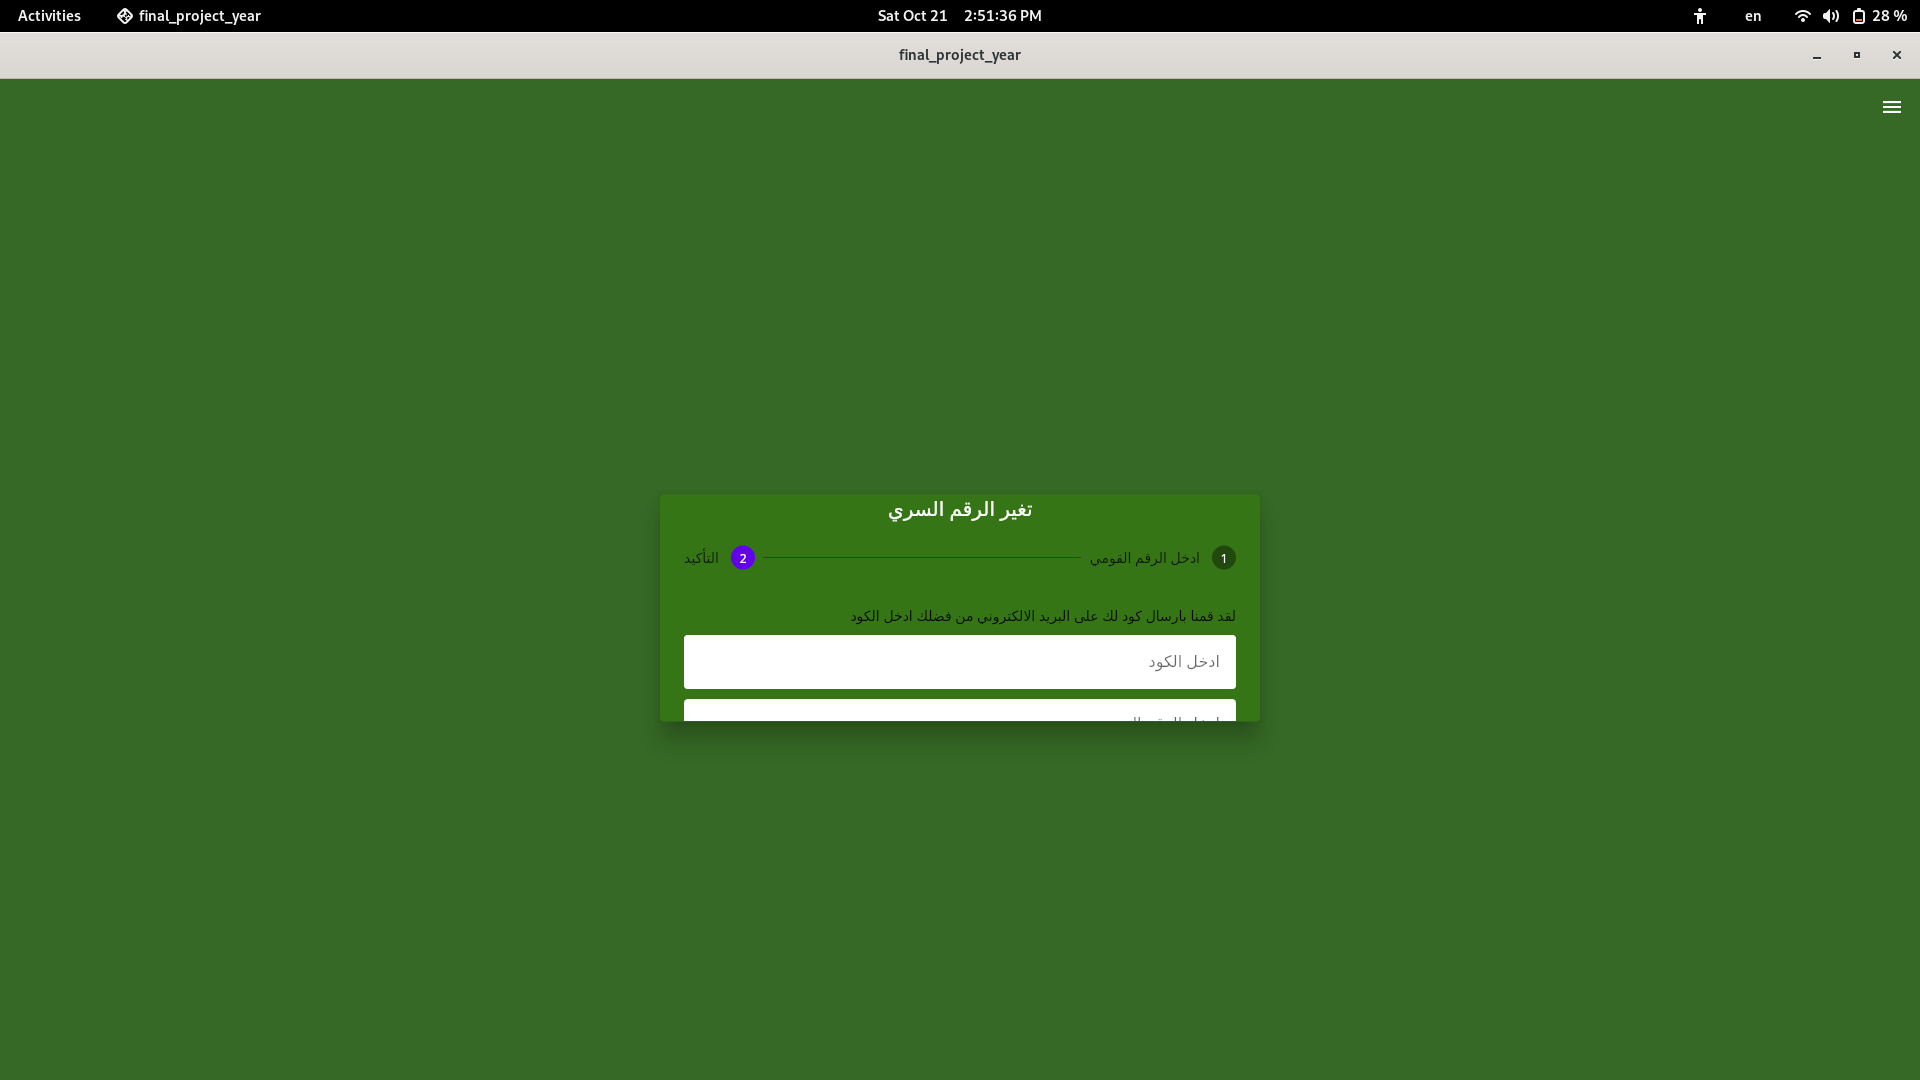 Activities final_project_year Sat Oct 21 2:51:36 PM en 28 %
final_project_year
تغير الرقم السري
1 ادخل الرقم القومي 2 التأكيد
لقد قمنا بارسال كود لك على البريد الالكتروني من فضلك ادخل الكود
ادخل الكود